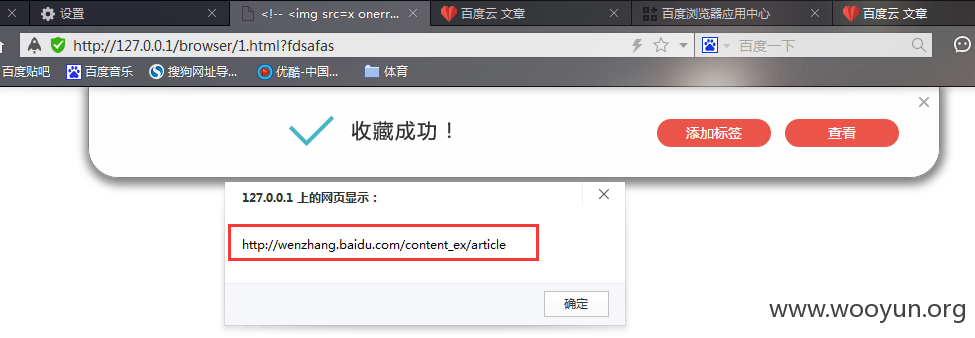 设置
<!-- <img src=x onerr...
百度云 文章
百度浏览器应用中心
百度云 文章
http://127.0.0.1/browser/1.html?fdsafas
百度一下
百度贴吧
百度音乐
搜狗网址导...
优酷-中国...
体育
收藏成功！
添加标签
查看
127.0.0.1 上的网页显示：
http://wenzhang.baidu.com/content_ex/article
确定
www.wooyun.org